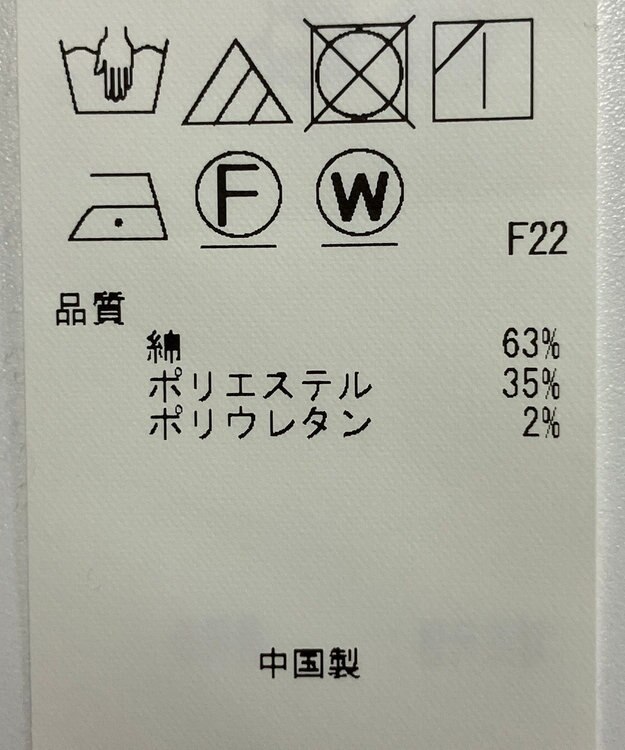 F W
F22
品質
綿 63%
ポリエステル 35%
ポリウレタン 2%
中国製